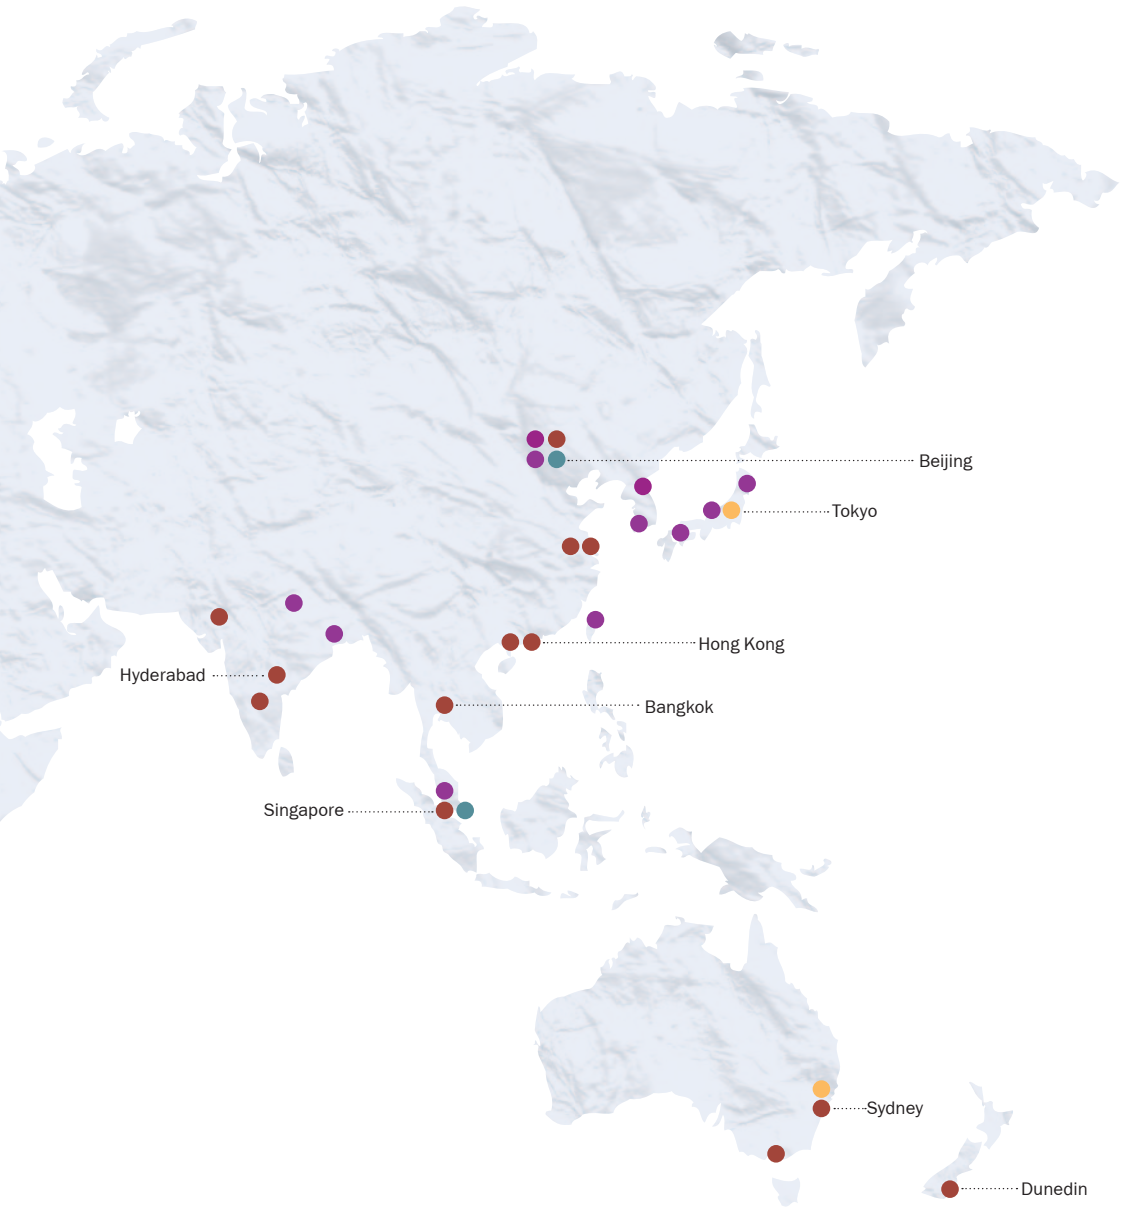 Beijing
Tokyo
Hong Kong
Hyderabad
Bangkok
Singapore
Sydney
Dunedin